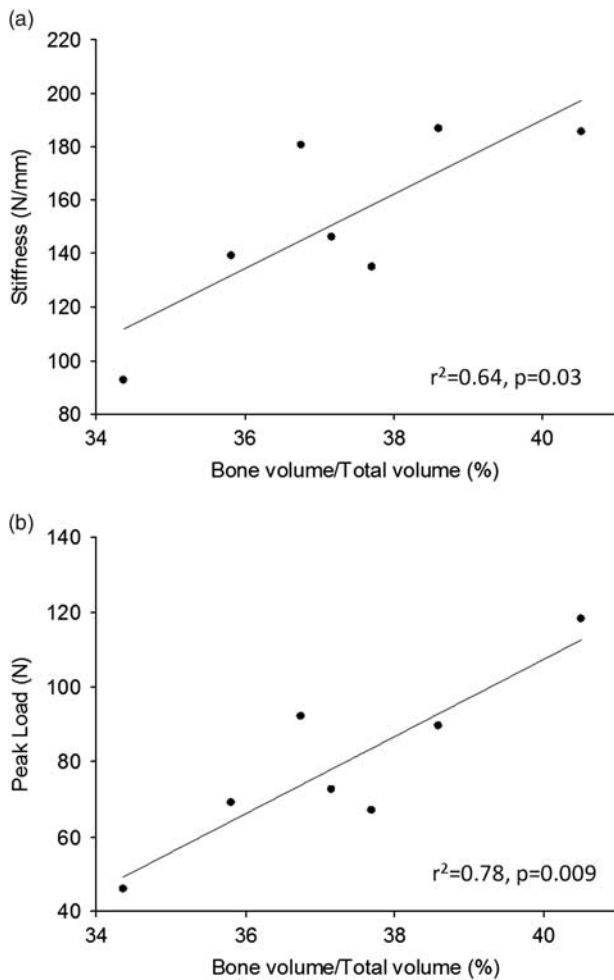 (a)
220
200
180
160
140
120
100
80
Stiffness (N/mm)
r²=0.64, p=0.03
34 36 38 40
Bone volume/Total volume (%)
(b)
140
120
100
80
60
40
Peak Load (N)
r²=0.78, p=0.009
34 36 38 40
Bone volume/Total volume (%)